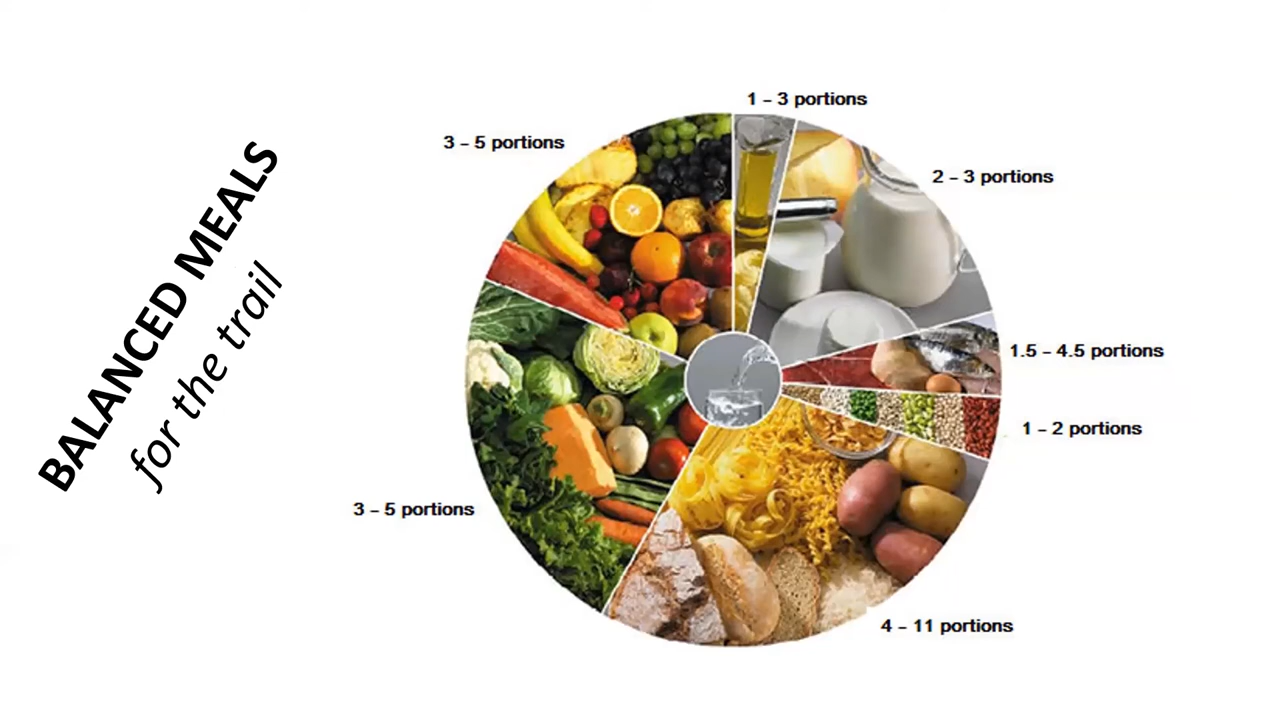 BALANCED MEALS
for the trail
1 – 3 portions
3 – 5 portions
2 – 3 portions
1.5 – 4.5 portions
1 – 2 portions
3 – 5 portions
4 – 11 portions